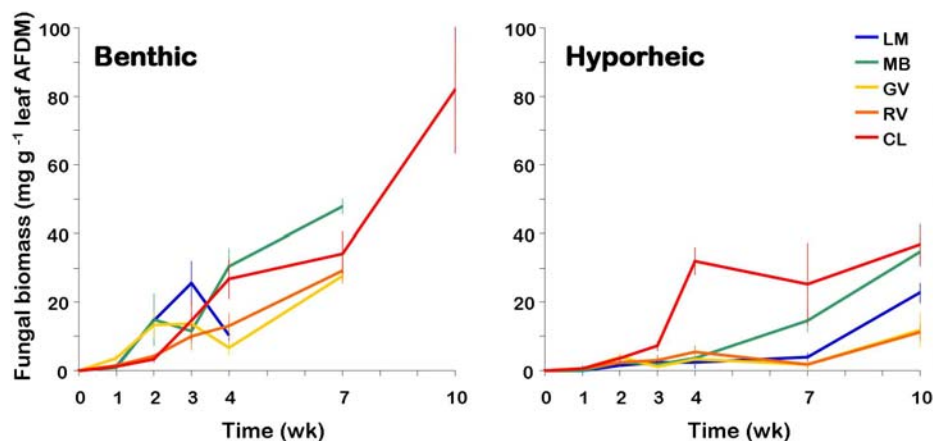 Fungal biomass (mg g⁻¹ leaf AFDM)
Benthic
100
80
60
40
20
0
0 1 2 3 4 7 10
Time (wk)
Hyporheic
LM
MB
GV
RV
CL
100
80
60
40
20
0
0 1 2 3 4 7 10
Time (wk)